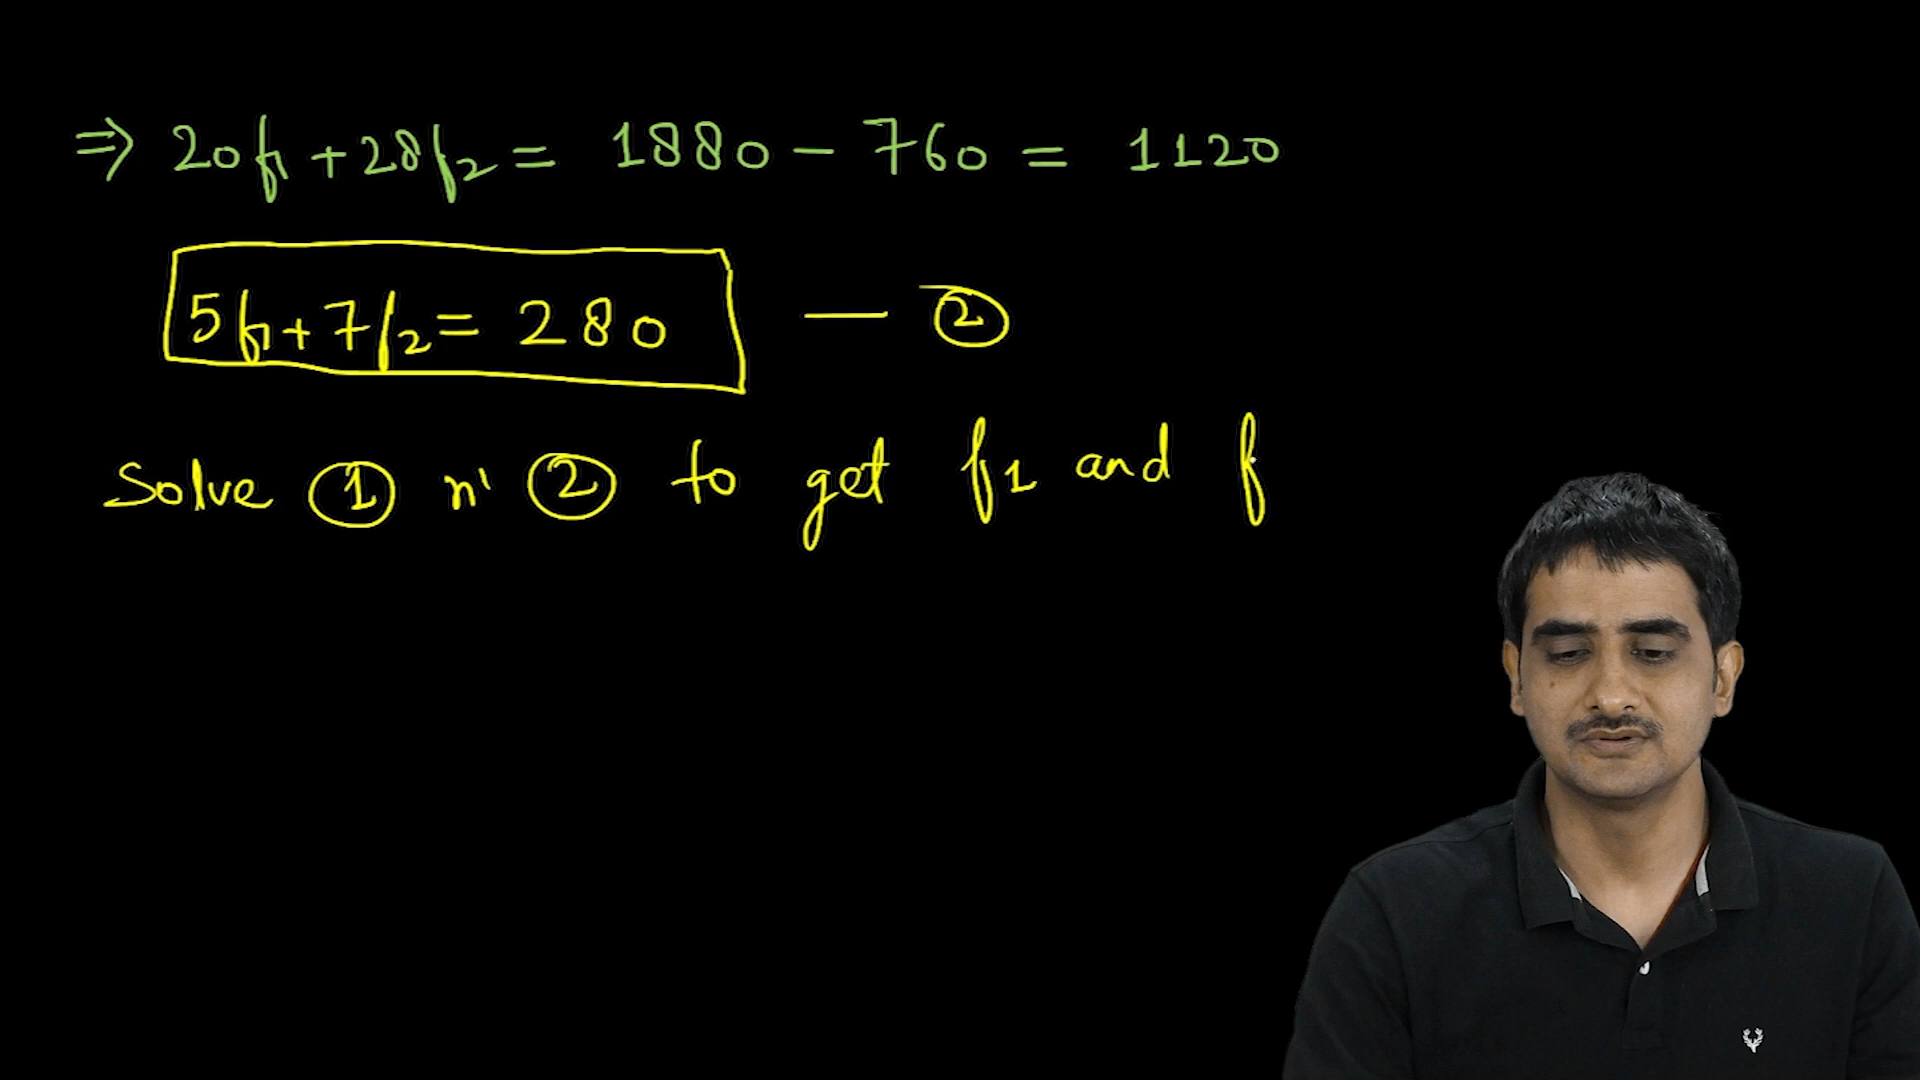 ⇒ 20f₁ + 28f₂ = 1880 - 760 = 1120
5f₁ + 7f₂ = 280 — ②
Solve ① n' ② to get f₁ and f